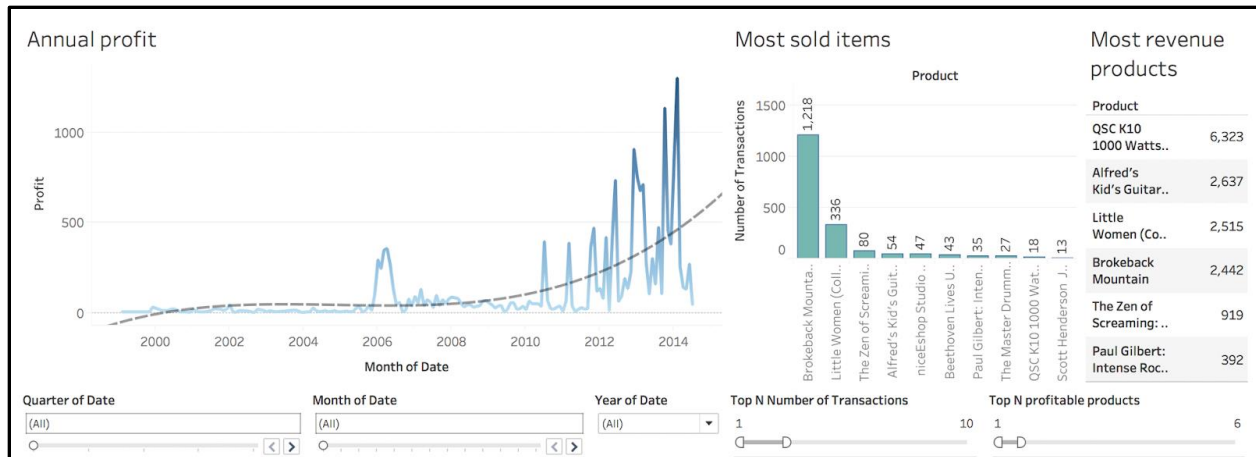 Annual profit
1000
500
0
Profit
2000
2002
2004
2006
2008
2010
2012
2014
Month of Date
Most sold items
Product
1500
1000
500
0
Number of Transactions
1,218
336
80
54
47
43
35
27
18
13
Brokeback Mounta..
Little Women (Coll..
The Zen of Screami..
Alfred's Kid's Guit..
niceEshop Studio ..
Beethoven Lives U..
Paul Gilbert: Inten..
The Master Drumm..
QSC K10 1000 Wat..
Scott Henderson J..
Most revenue
products
Product
QSC K10
1000 Watts..
6,323
Alfred's
Kid's Guitar..
2,637
Little
Women (Co..
2,515
Brokeback
Mountain
2,442
The Zen of
Screaming: ..
919
Paul Gilbert:
Intense Roc..
392
Quarter of Date
(All)
Month of Date
(All)
Year of Date
(All)
Top N Number of Transactions
1
10
Top N profitable products
1
6